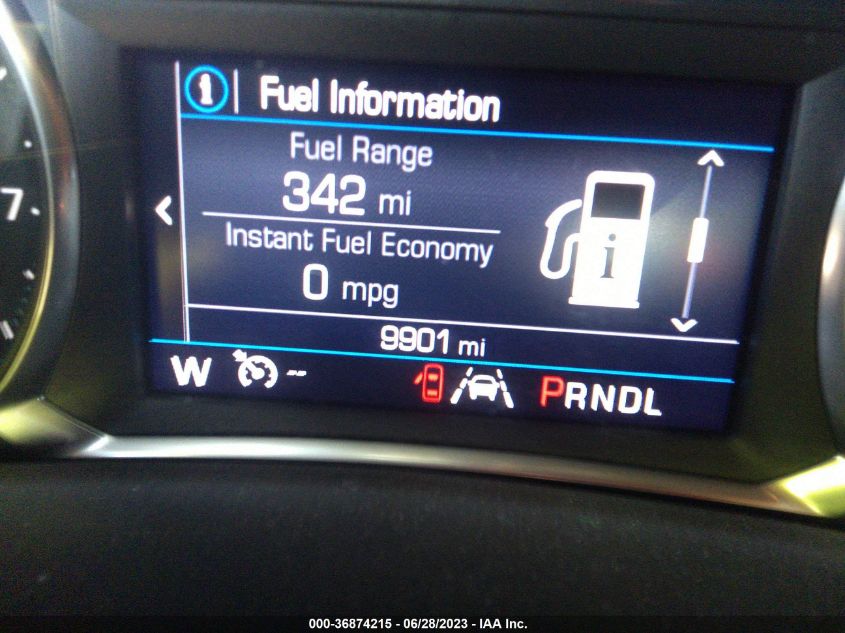 i Fuel Information
Fuel Range
342 mi
Instant Fuel Economy
i
0 mpg
9901 mi
W -- PRNDL
7
000-36874215 - 06/28/2023 - IAA Inc.